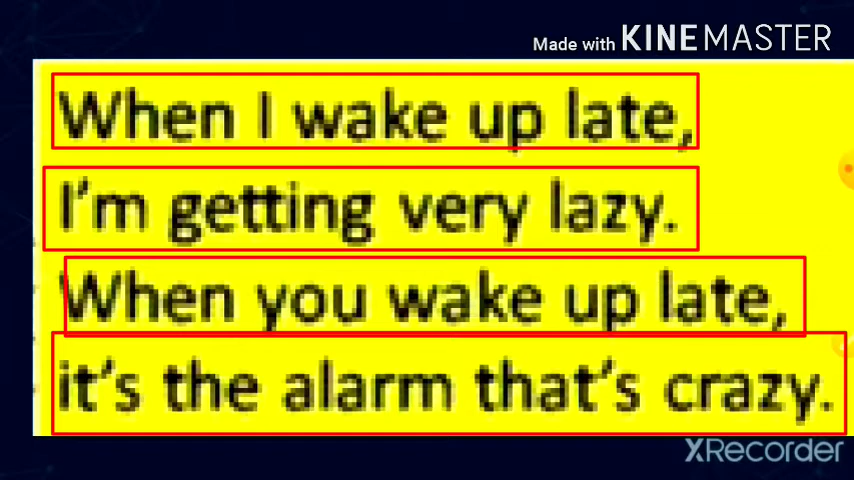 Made with KINEMASTER
When I wake up late,
I'm getting very lazy.
When you wake up late,
it's the alarm that's crazy.
XRecorder